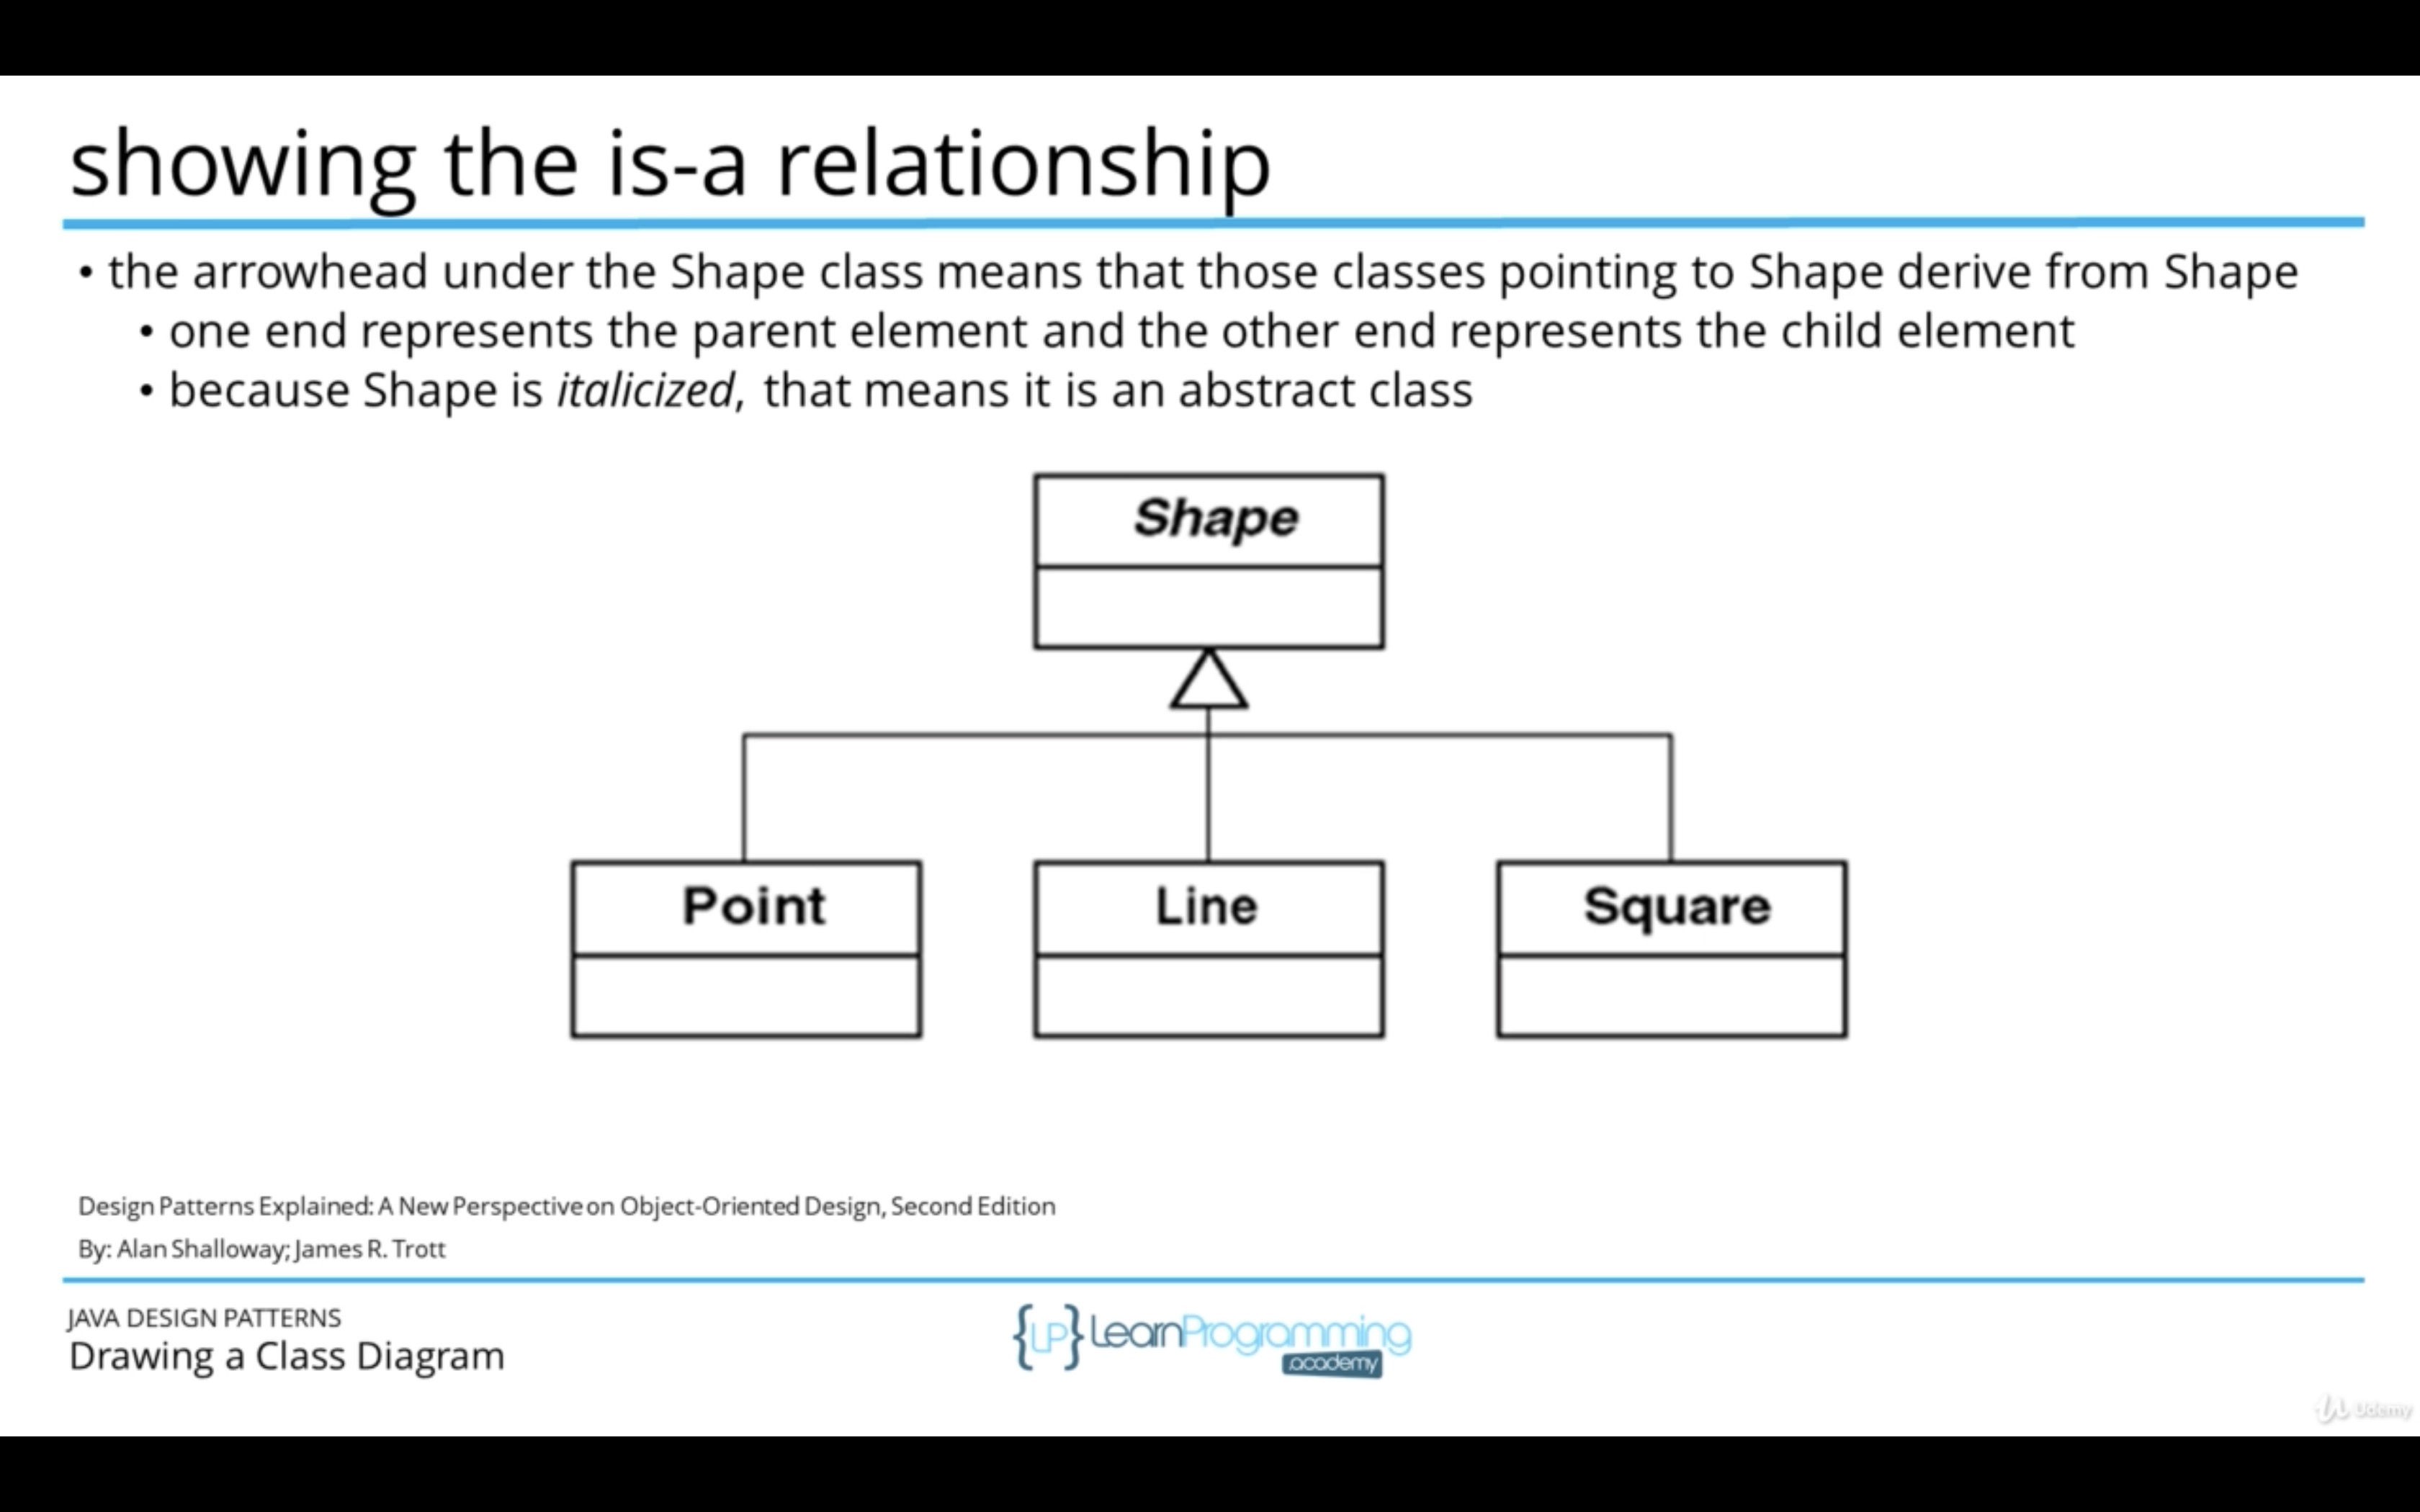 showing the is-a relationship
• the arrowhead under the Shape class means that those classes pointing to Shape derive from Shape
• one end represents the parent element and the other end represents the child element
• because Shape is italicized, that means it is an abstract class
Shape
Point
Line
Square
Design Patterns Explained: A New Perspective on Object-Oriented Design, Second Edition
By: Alan Shalloway; James R. Trott
JAVA DESIGN PATTERNS
Drawing a Class Diagram
{LP} LearnProgramming
academy
Udemy